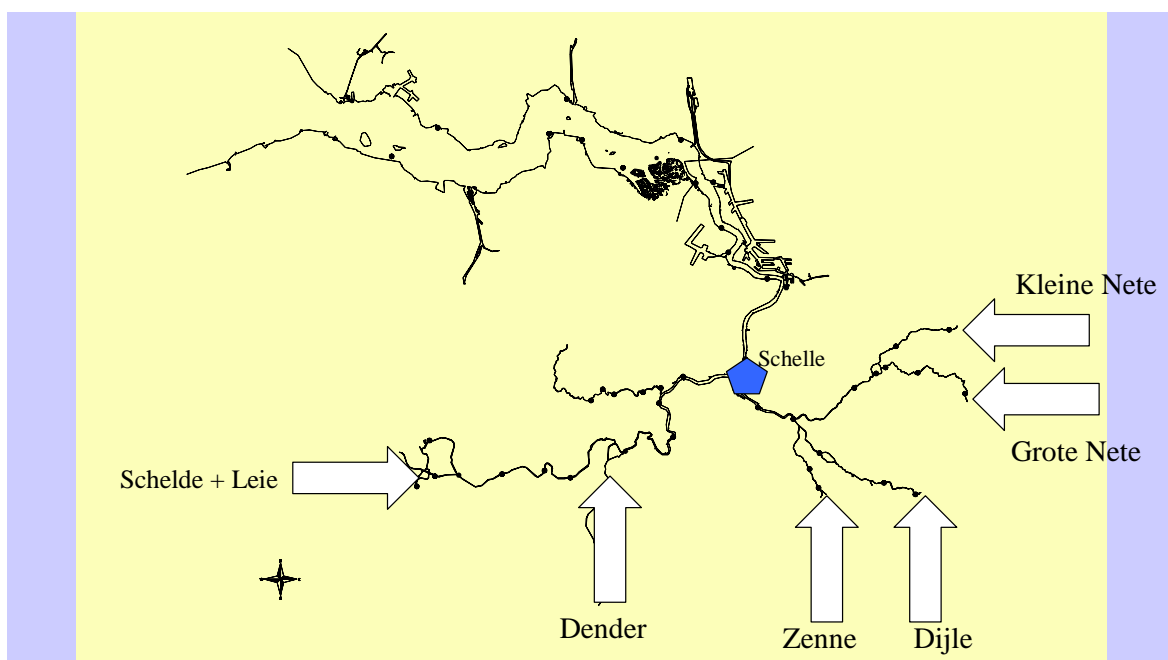 Kleine Nete
Schelle
Grote Nete
Schelde + Leie
Dender
Zenne
Dijle